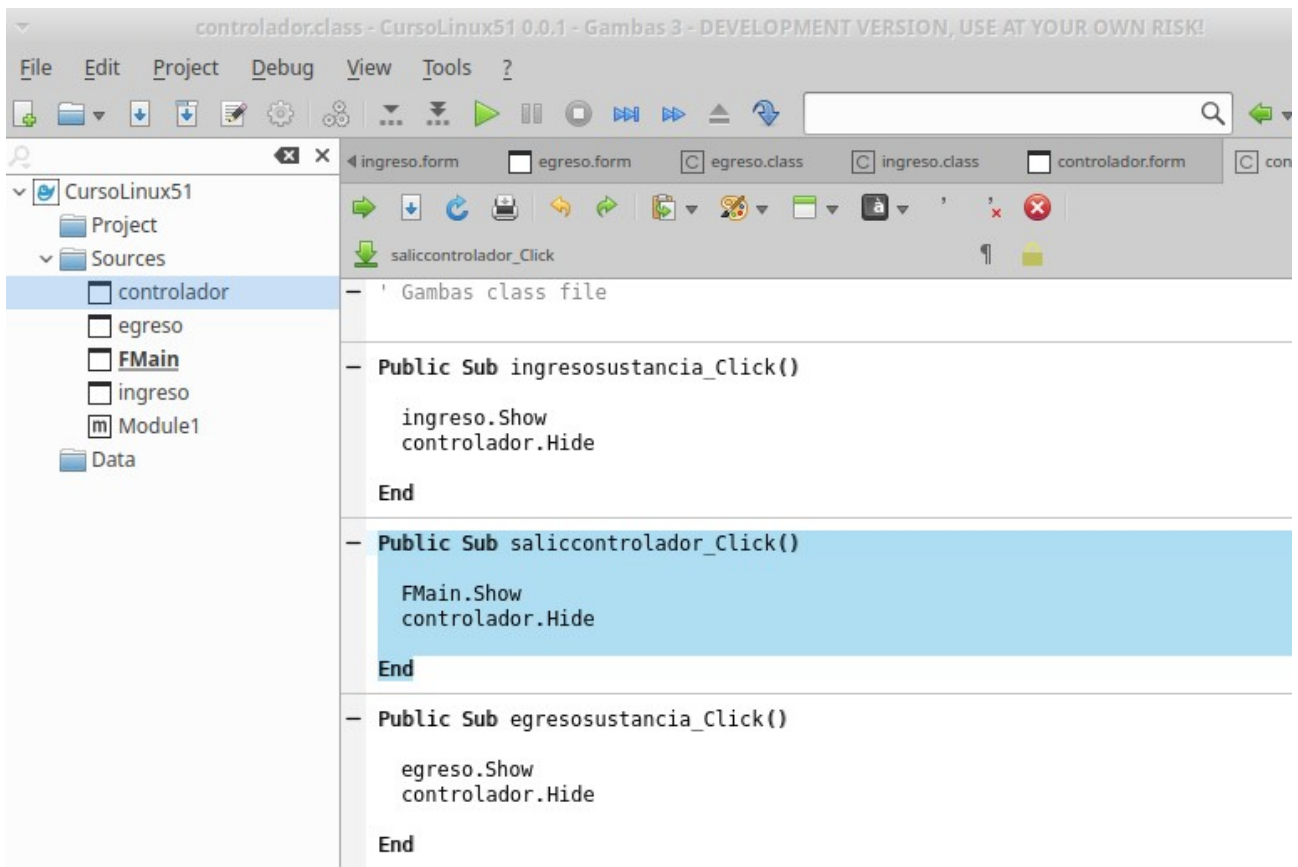 controlador.class - CursoLinux51 0.0.1 - Gambas 3 - DEVELOPMENT VERSION, USE AT YOUR OWN RISK!
File Edit Project Debug View Tools ?
ingreso.form egreso.form C egreso.class C ingreso.class controlador.form C con
CursoLinux51
Project
Sources
controlador
egreso
FMain
ingreso
m Module1
Data
à
saliccontrolador_Click ¶
' Gambas class file
Public Sub ingresosustancia_Click()
ingreso.Show
controlador.Hide
End
Public Sub saliccontrolador_Click()
FMain.Show
controlador.Hide
End
Public Sub egresosustancia_Click()
egreso.Show
controlador.Hide
End